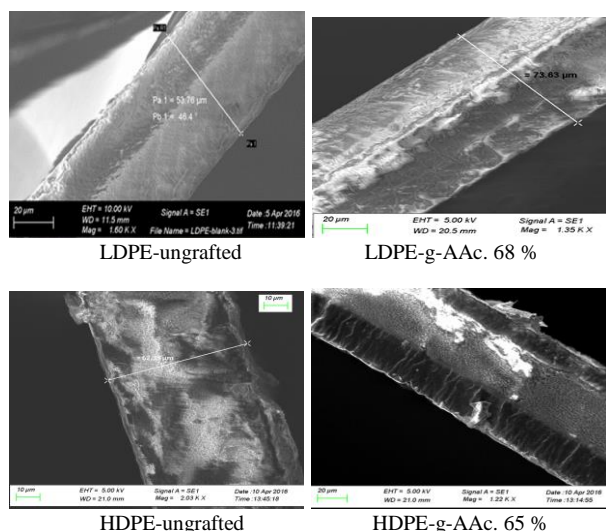 Pa 1 = 53.76 µm
Pb 1 = 46.4 °
20 µm
EHT = 10.00 kV
Signal A = SE1
Date :5 Apr 2016
WD = 11.5 mm
Mag = 1.60 K X
File Name = LDPE-blank-3.tif
Time :11:39:21
LDPE-ungrafted
= 73.63 µm
20 µm
EHT = 5.00 kV
Signal A = SE1
WD = 20.5 mm
Mag = 1.35 K X
LDPE-g-AAc. 68 %
10 µm
10 µm
EHT = 5.00 kV
Signal A = SE1
Date :10 Apr 2016
WD = 21.0 mm
Mag = 2.03 K X
Time :13:45:18
HDPE-ungrafted
20 µm
EHT = 5.00 kV
Signal A = SE1
Date :10 Apr 2016
WD = 21.0 mm
Mag = 1.22 K X
Time :13:14:55
HDPE-g-AAc. 65 %